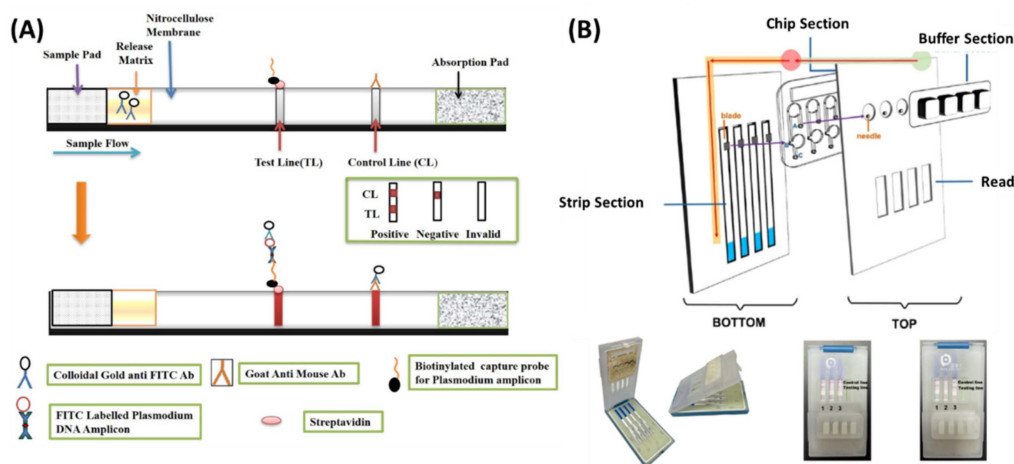 (A)
Nitrocellulose
Membrane
Release
Matrix
Sample Pad
Absorption Pad
Sample Flow
Test Line(TL)
Control Line (CL)
CL
TL
Positive Negative Invalid
Colloidal Gold anti FITC Ab
Goat Anti Mouse Ab
Biotinylated capture probe
for Plasmodium amplicon
FITC Labelled Plasmodium
DNA Amplicon
Streptavidin
(B)
Chip Section
Buffer Section
blade
A
B
C
needle
Strip Section
Read
BOTTOM
TOP
Control line
Testing line
1 2 3
Control line
Testing line
1 2 3